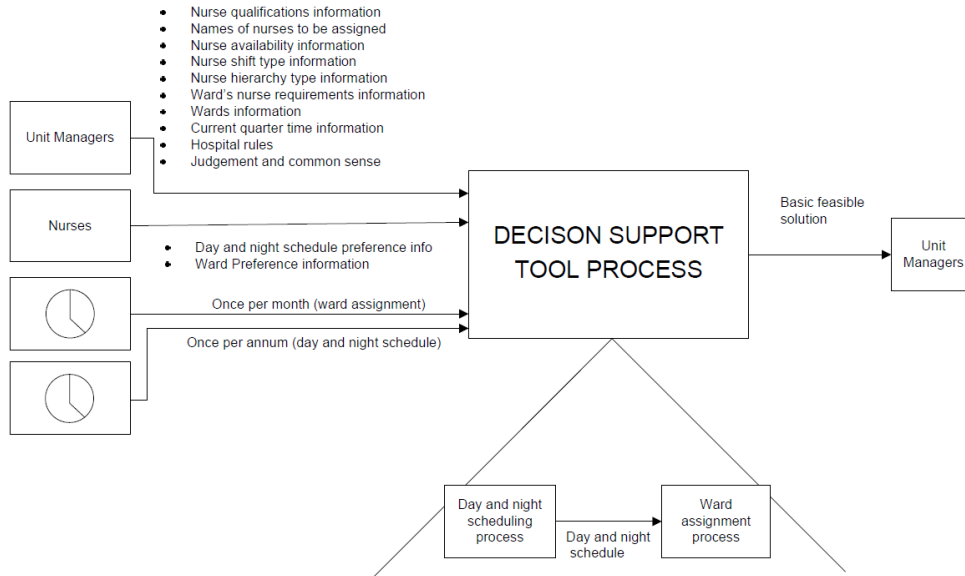 Nurse qualifications information
Names of nurses to be assigned
Nurse availability information
Nurse shift type information
Nurse hierarchy type information
Ward's nurse requirements information
Wards information
Current quarter time information
Hospital rules
Judgement and common sense
Unit Managers
Nurses
Day and night schedule preference info
Ward Preference information
Once per month (ward assignment)
Once per annum (day and night schedule)
DECISON SUPPORT
TOOL PROCESS
Basic feasible
solution
Unit
Managers
Day and night
scheduling
process
Day and night
schedule
Ward
assignment
process